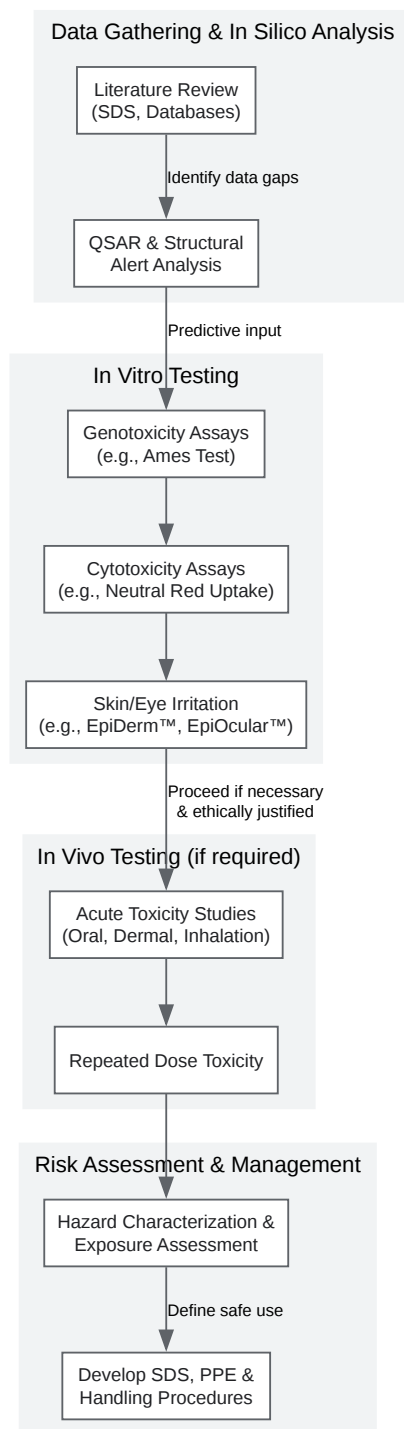 Data Gathering & In Silico Analysis
Literature Review
(SDS, Databases)
Identify data gaps
QSAR & Structural
Alert Analysis
Predictive input
In Vitro Testing
Genotoxicity Assays
(e.g., Ames Test)
Cytotoxicity Assays
(e.g., Neutral Red Uptake)
Skin/Eye Irritation
(e.g., EpiDerm™, EpiOcular™)
Proceed if necessary
& ethically justified
In Vivo Testing (if required)
Acute Toxicity Studies
(Oral, Dermal, Inhalation)
Repeated Dose Toxicity
Risk Assessment & Management
Hazard Characterization &
Exposure Assessment
Define safe use
Develop SDS, PPE &
Handling Procedures